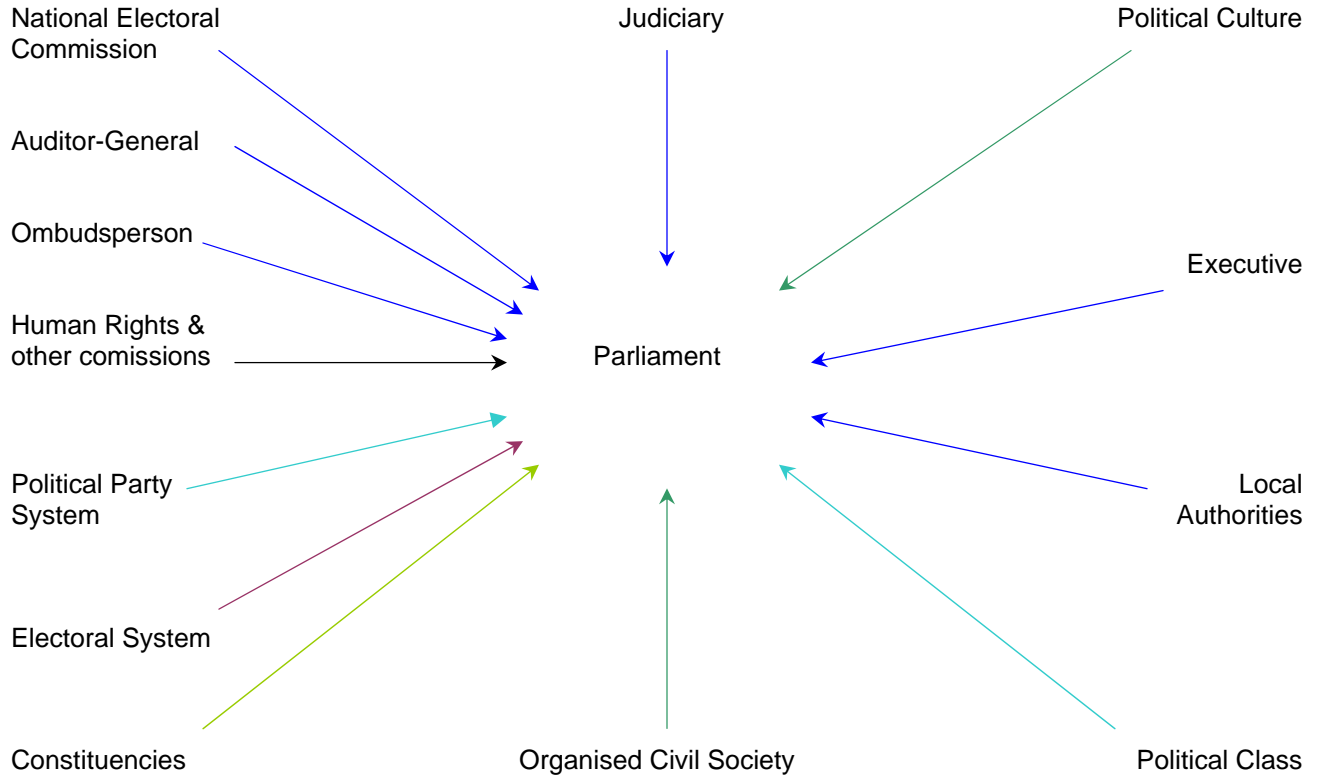 National Electoral
Commission
Judiciary
Political Culture
Auditor-General
Ombudsperson
Executive
Human Rights &
other comissions
Parliament
Political Party
System
Local
Authorities
Electoral System
Constituencies
Organised Civil Society
Political Class